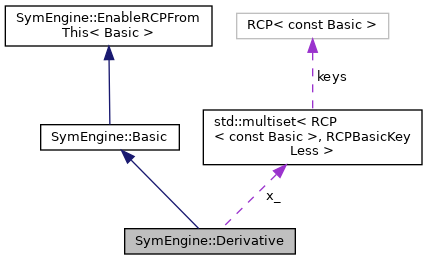 SymEngine::EnableRCPFrom
This< Basic >
RCP< const Basic >
keys
std::multiset< RCP
< const Basic >, RCPBasicKey
Less >
SymEngine::Basic
x_
SymEngine::Derivative